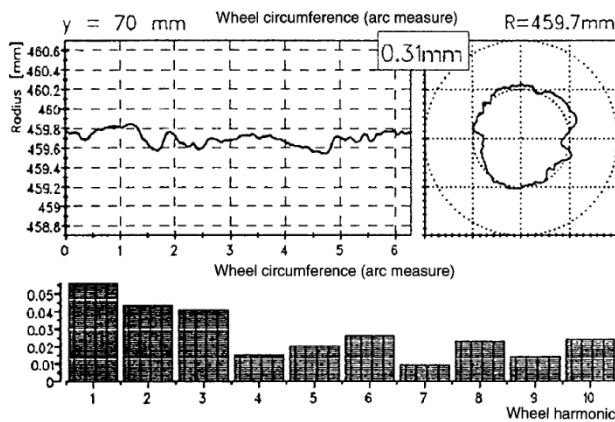 y = 70 mm
Wheel circumference (arc measure)
R=459.7mm
0.31mm
Radius [mm]
460.6
460.4
460.2
460
459.8
459.6
459.4
459.2
459
458.8
0 1 2 3 4 5 6
Wheel circumference (arc measure)
0.05
0.04
0.03
0.02
0.01
0
1 2 3 4 5 6 7 8 9 10
Wheel harmonic